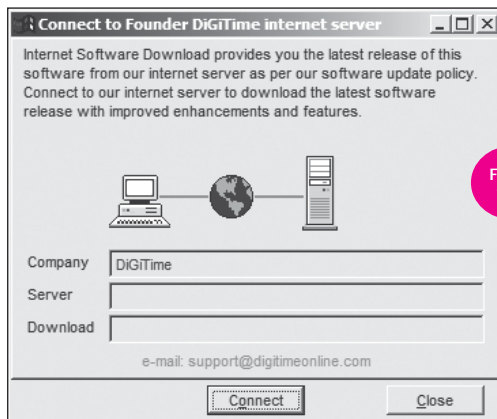 Connect to Founder DiGiTime internet server
Internet Software Download provides you the latest release of this
software from our internet server as per our software update policy.
Connect to our internet server to download the latest software
release with improved enhancements and features.
F
Company DiGiTime
Server
Download
e-mail: support@digitimeonline.com
Connect Close